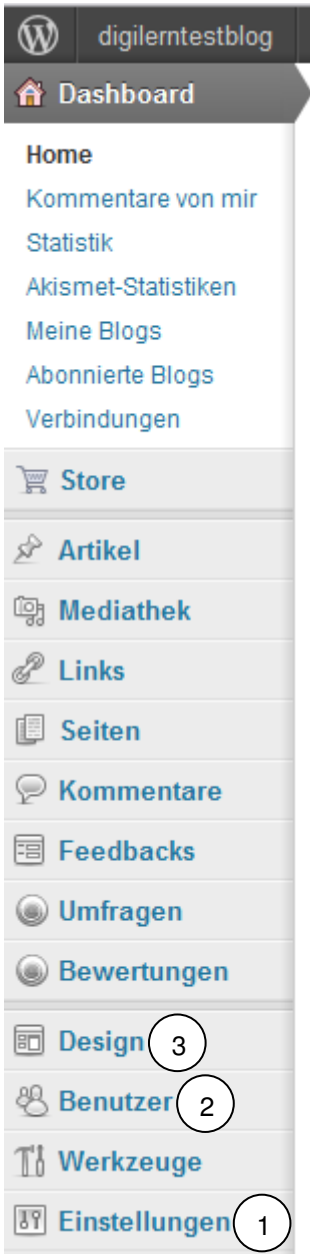 digilerntestblog
Dashboard
Home
Kommentare von mir
Statistik
Akismet-Statistiken
Meine Blogs
Abonnierte Blogs
Verbindungen
Store
Artikel
Mediathek
Links
Seiten
Kommentare
Feedbacks
Umfragen
Bewertungen
Design 3
Benutzer 2
Werkzeuge
Einstellungen 1